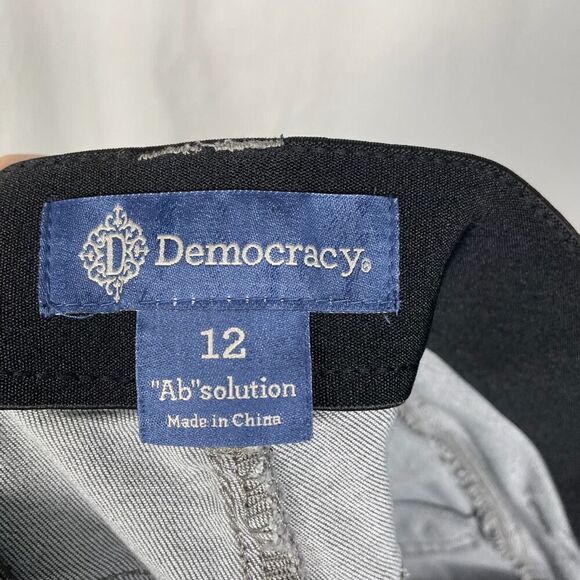 D Democracy®
12
"Ab"solution
Made in China